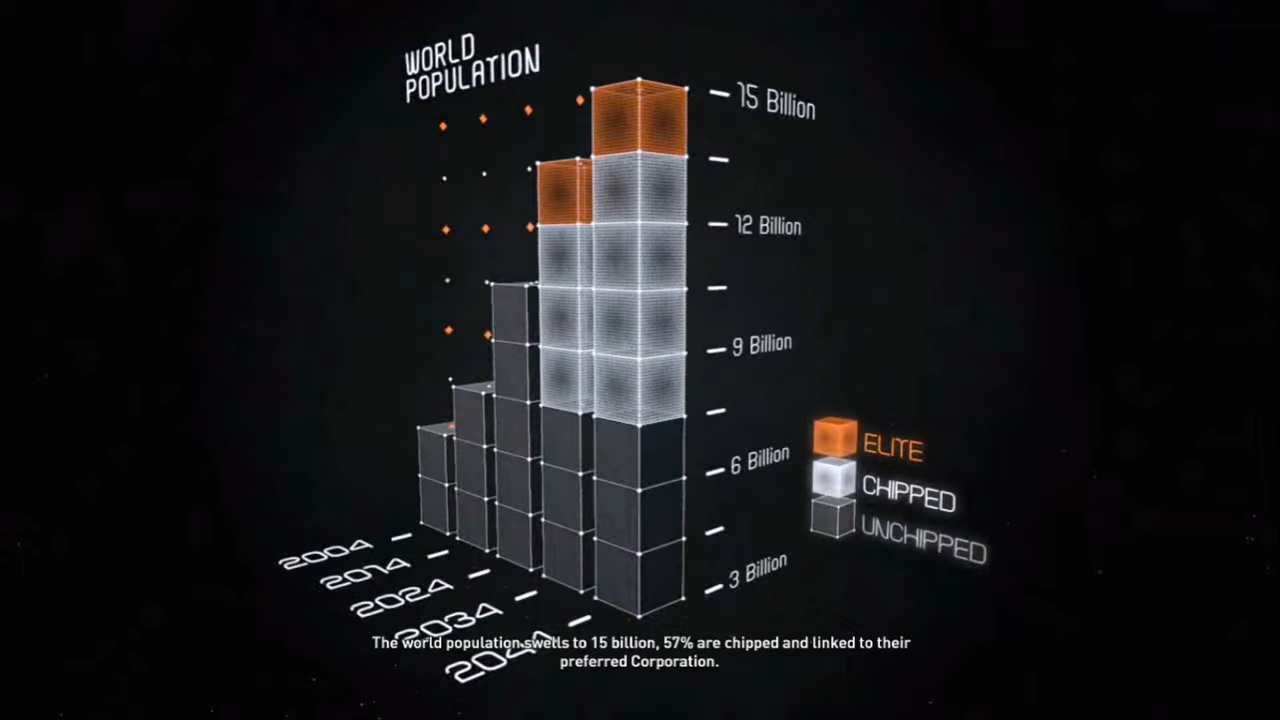 WORLD
POPULATION
15 Billion
12 Billion
9 Billion
6 Billion
3 Billion
ELITE
CHIPPED
UNCHIPPED
2004
2014
2024
2034
2044
The world population swells to 15 billion, 57% are chipped and linked to their
preferred Corporation.